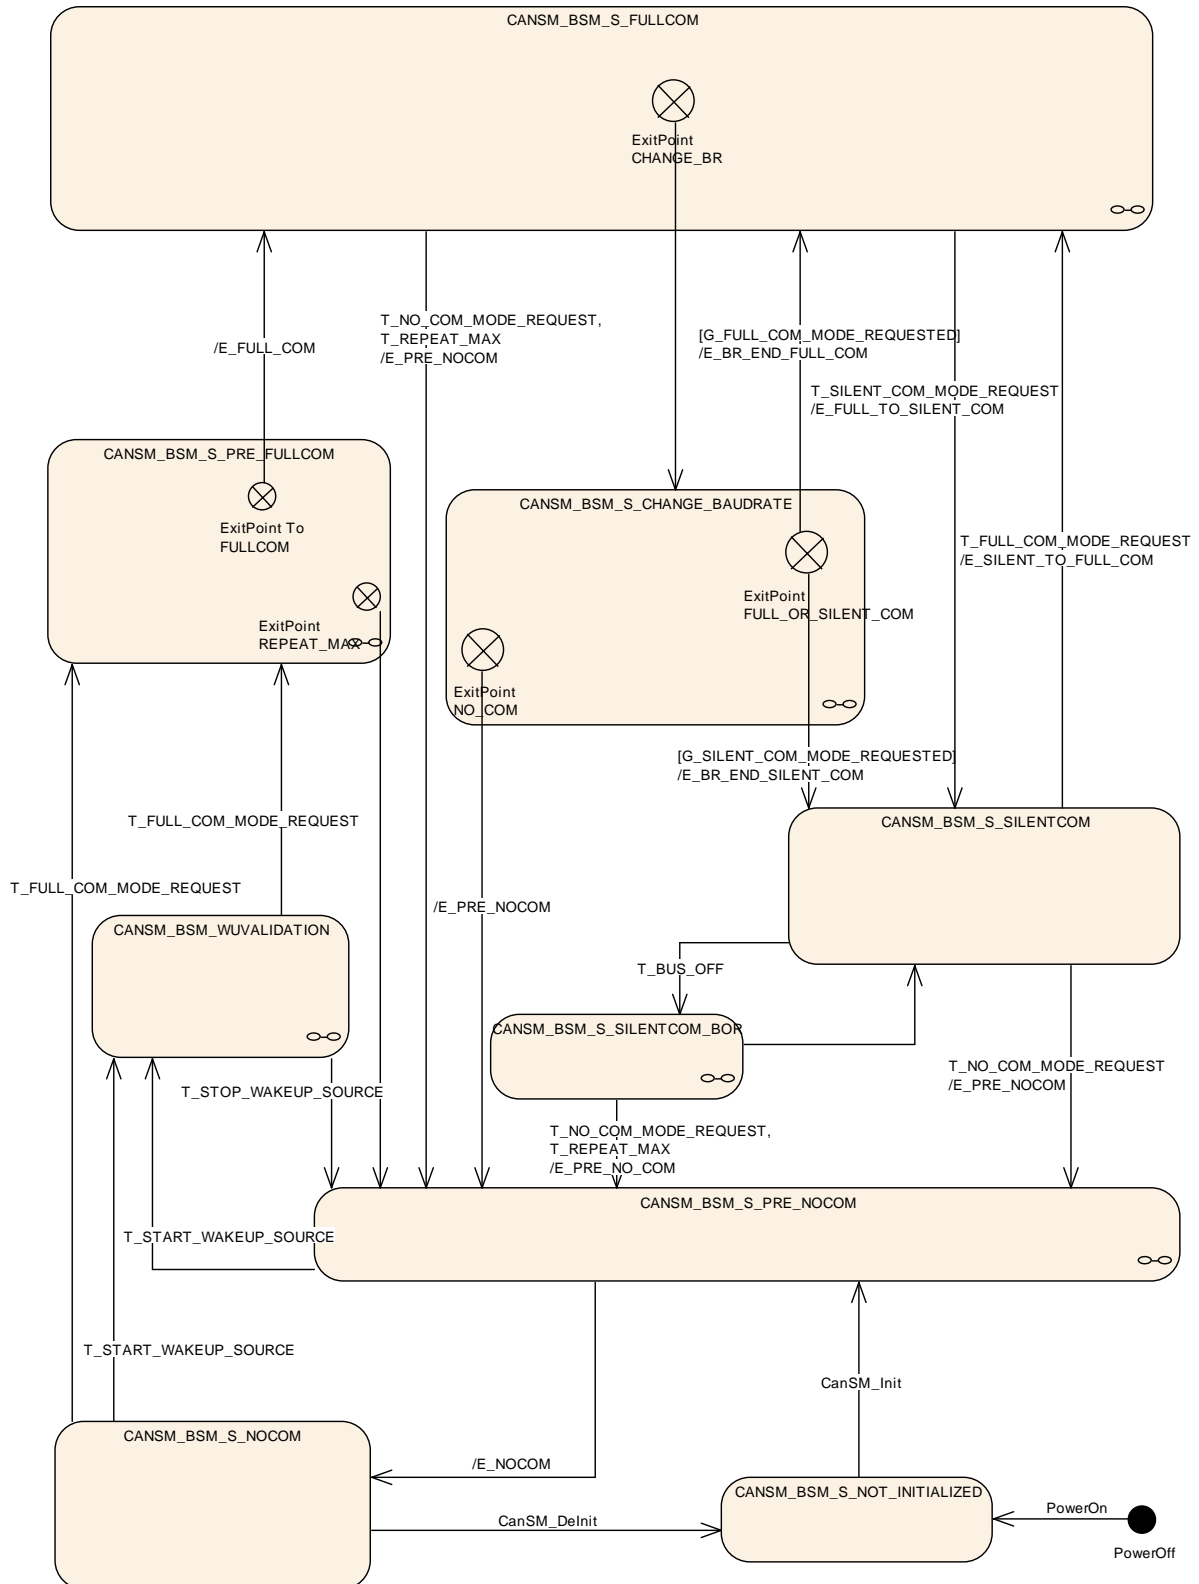 CANSM_BSM_S_FULLCOM
ExitPoint
CHANGE_BR
T_NO_COM_MODE_REQUEST,
T_REPEAT_MAX
/E_PRE_NOCOM
/E_FULL_COM
[G_FULL_COM_MODE_REQUESTED]
/E_BR_END_FULL_COM
T_SILENT_COM_MODE_REQUEST
/E_FULL_TO_SILENT_COM
CANSM_BSM_S_PRE_FULLCOM
ExitPoint To
FULLCOM
ExitPoint
REPEAT_MAX
CANSM_BSM_S_CHANGE_BAUDRATE
ExitPoint
FULL_OR_SILENT_COM
ExitPoint
NO_COM
T_FULL_COM_MODE_REQUEST
/E_SILENT_TO_FULL_COM
[G_SILENT_COM_MODE_REQUESTED]
/E_BR_END_SILENT_COM
T_FULL_COM_MODE_REQUEST
CANSM_BSM_S_SILENTCOM
T_FULL_COM_MODE_REQUEST
/E_PRE_NOCOM
CANSM_BSM_WUVALIDATION
T_BUS_OFF
CANSM_BSM_S_SILENTCOM_BOR
T_NO_COM_MODE_REQUEST
/E_PRE_NOCOM
T_STOP_WAKEUP_SOURCE
T_NO_COM_MODE_REQUEST,
T_REPEAT_MAX
/E_PRE_NO_COM
CANSM_BSM_S_PRE_NOCOM
T_START_WAKEUP_SOURCE
T_START_WAKEUP_SOURCE
CanSM_Init
CANSM_BSM_S_NOCOM
/E_NOCOM
CANSM_BSM_S_NOT_INITIALIZED
CanSM_DeInit
PowerOn
PowerOff